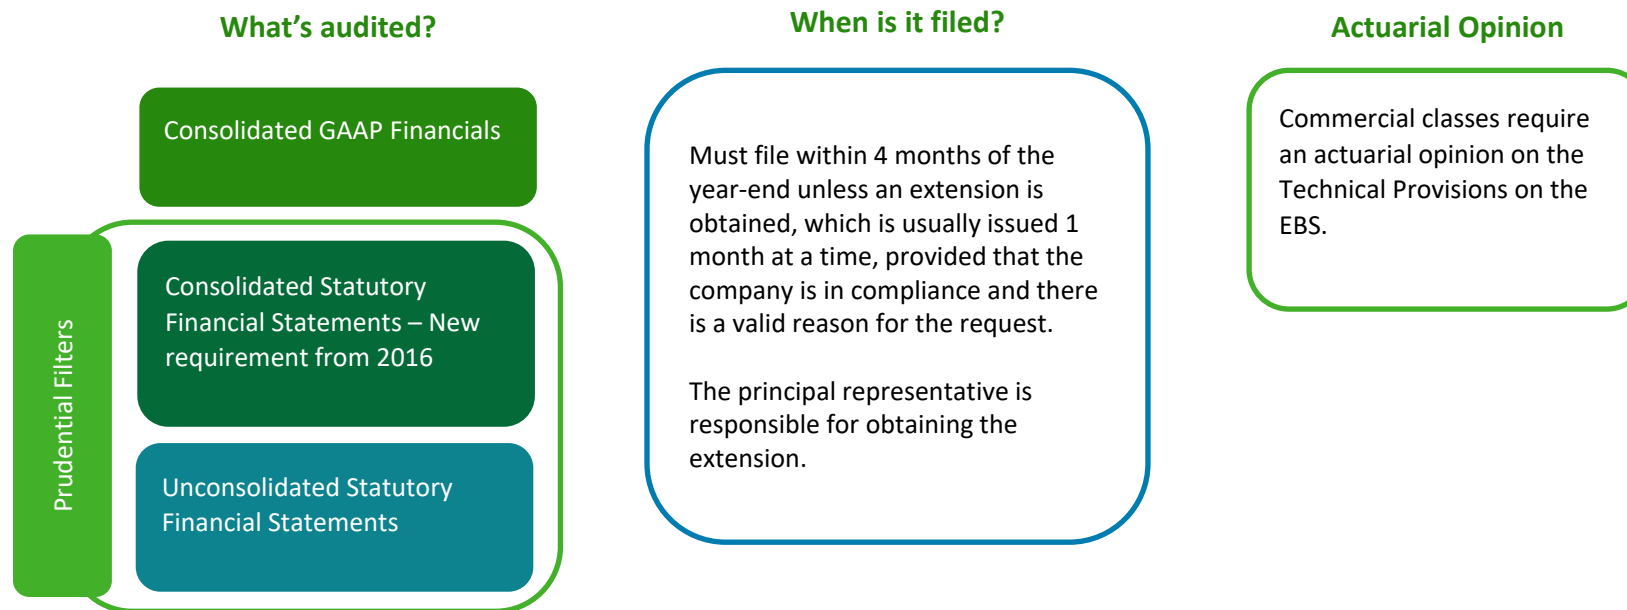 What’s audited?
Consolidated GAAP Financials
Prudential Filters
Consolidated Statutory
Financial Statements – New
requirement from 2016
Unconsolidated Statutory
Financial Statements
When is it filed?
Must file within 4 months of the
year-end unless an extension is
obtained, which is usually issued 1
month at a time, provided that the
company is in compliance and there
is a valid reason for the request.
The principal representative is
responsible for obtaining the
extension.
Actuarial Opinion
Commercial classes require
an actuarial opinion on the
Technical Provisions on the
EBS.